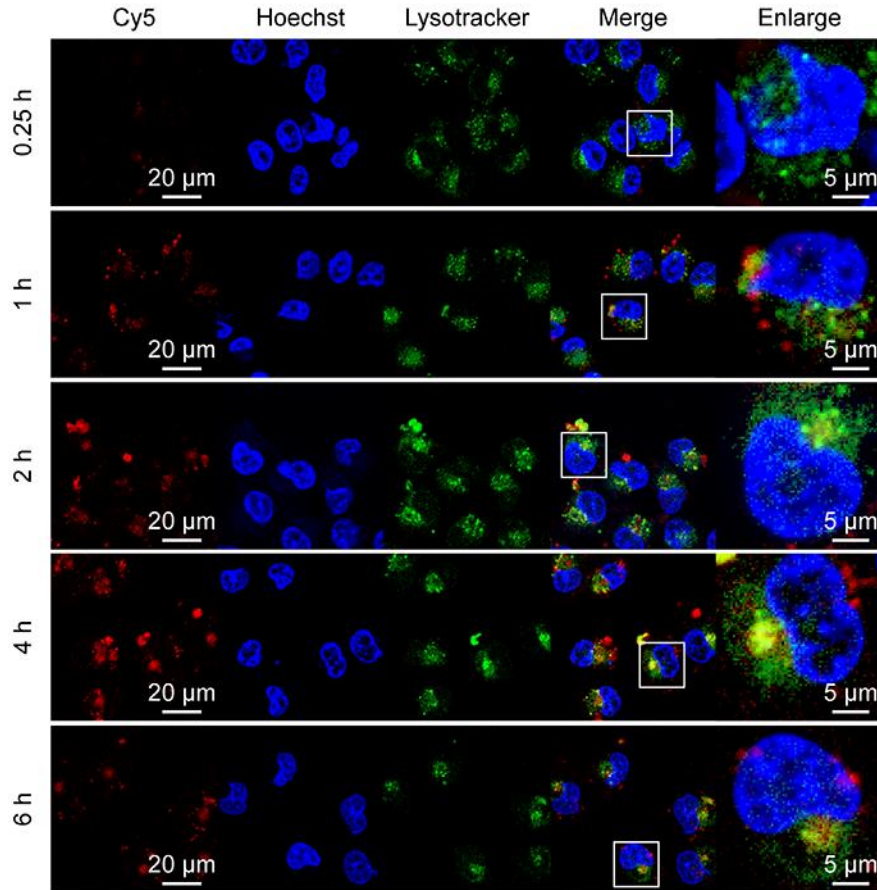 Cy5 Hoechst Lysotracker Merge Enlarge
0.25 h
20 µm 5 µm
1 h
20 µm 5 µm
2 h
20 µm 5 µm
4 h
20 µm 5 µm
6 h
20 µm 5 µm